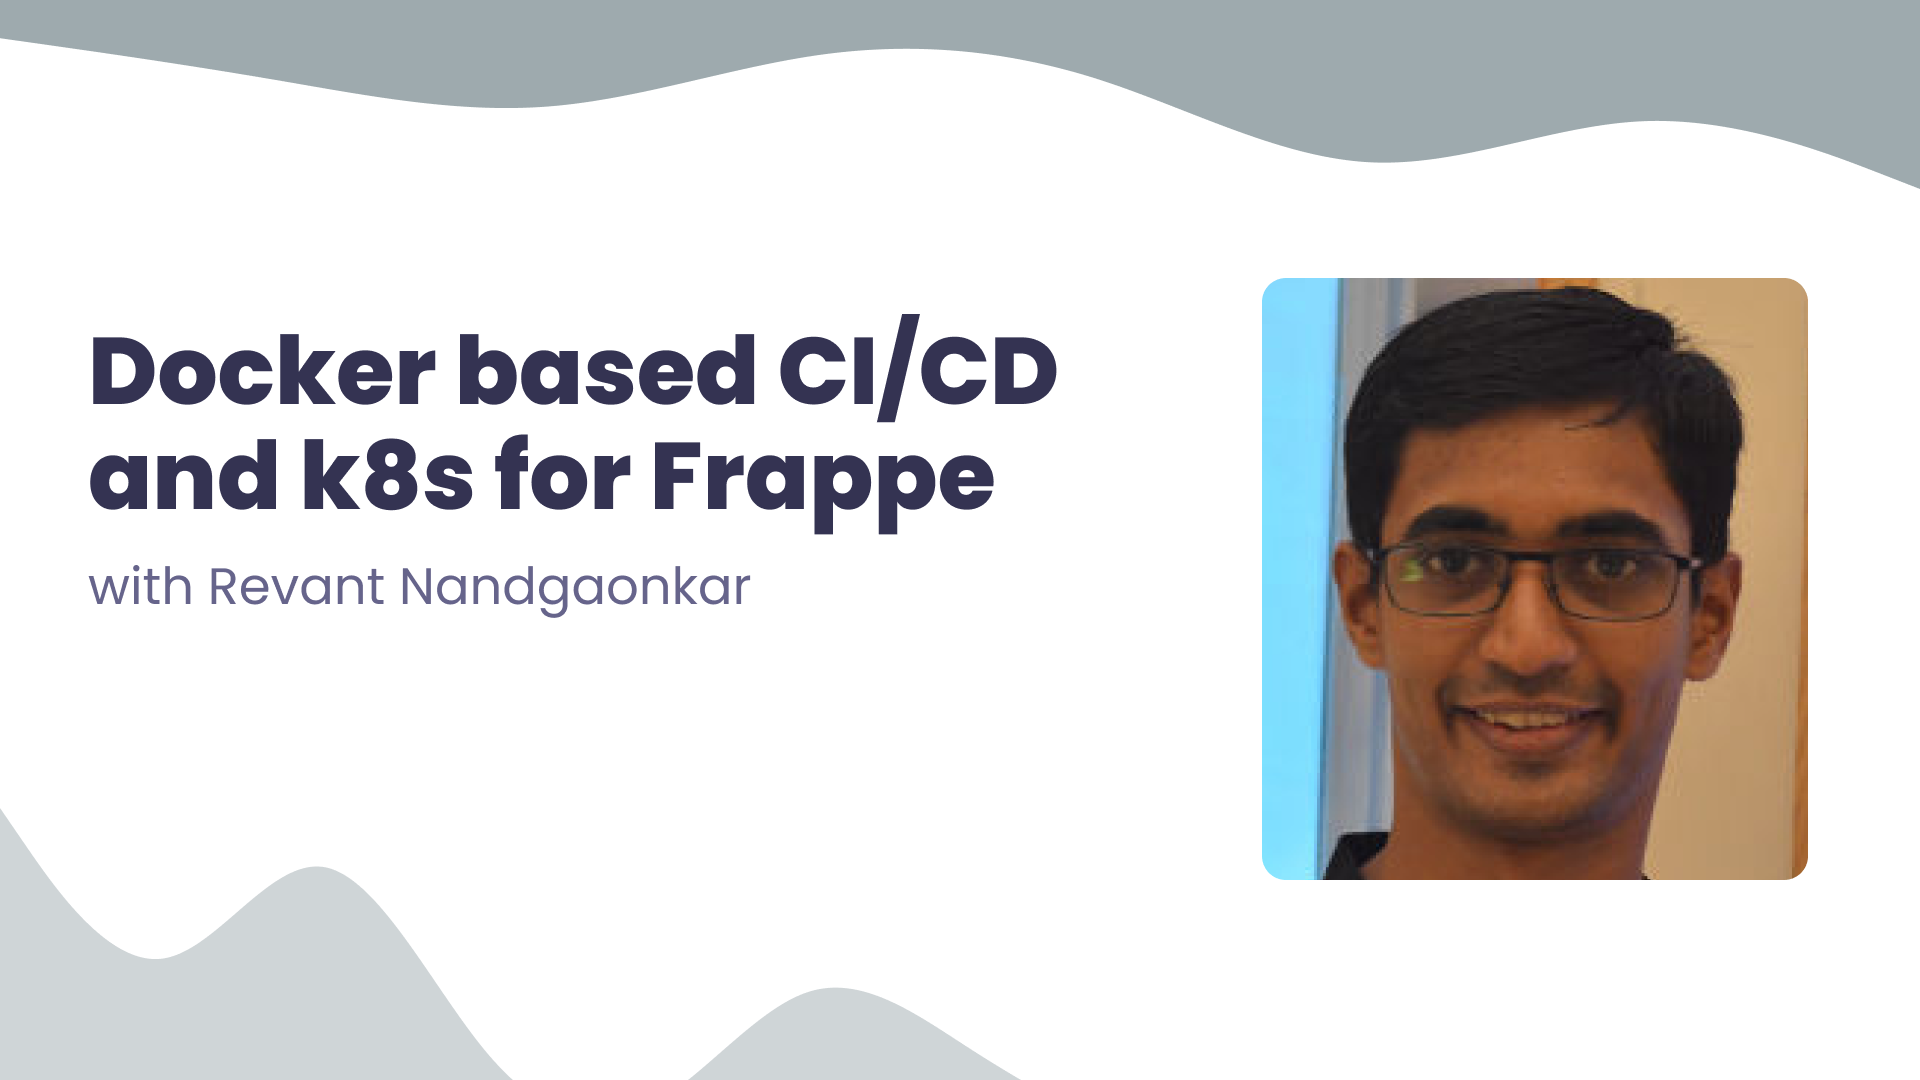 Docker based CI/CD
and k8s for Frappe
with Revant Nandgaonkar